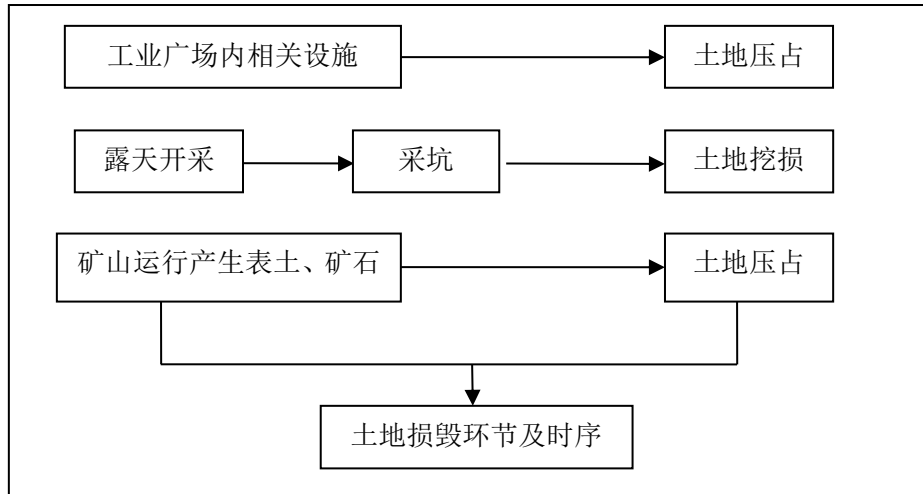 工业广场内相关设施
土地压占
露天开采
采坑
土地挖损
矿山运行产生表土、矿石
土地压占
土地损毁环节及时序